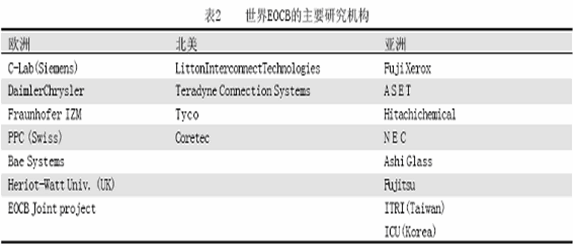 表2 世界EOCB的主要研究机构
欧洲 北美 亚洲
C-Lab(Siemens) LittonInterconnectTechnologies FujiXerox
DaimlerChrysler Teradyne Connection Systems ASET
Fraunhofer IZM Tyco Hitachichemical
PPC (Swiss) Coretec NEC
Bae Systems Ashi Glass
Heriot-Watt Univ. (UK) Fujitsu
EOCB Joint project ITRI(Taiwan)
ICU(Korea)